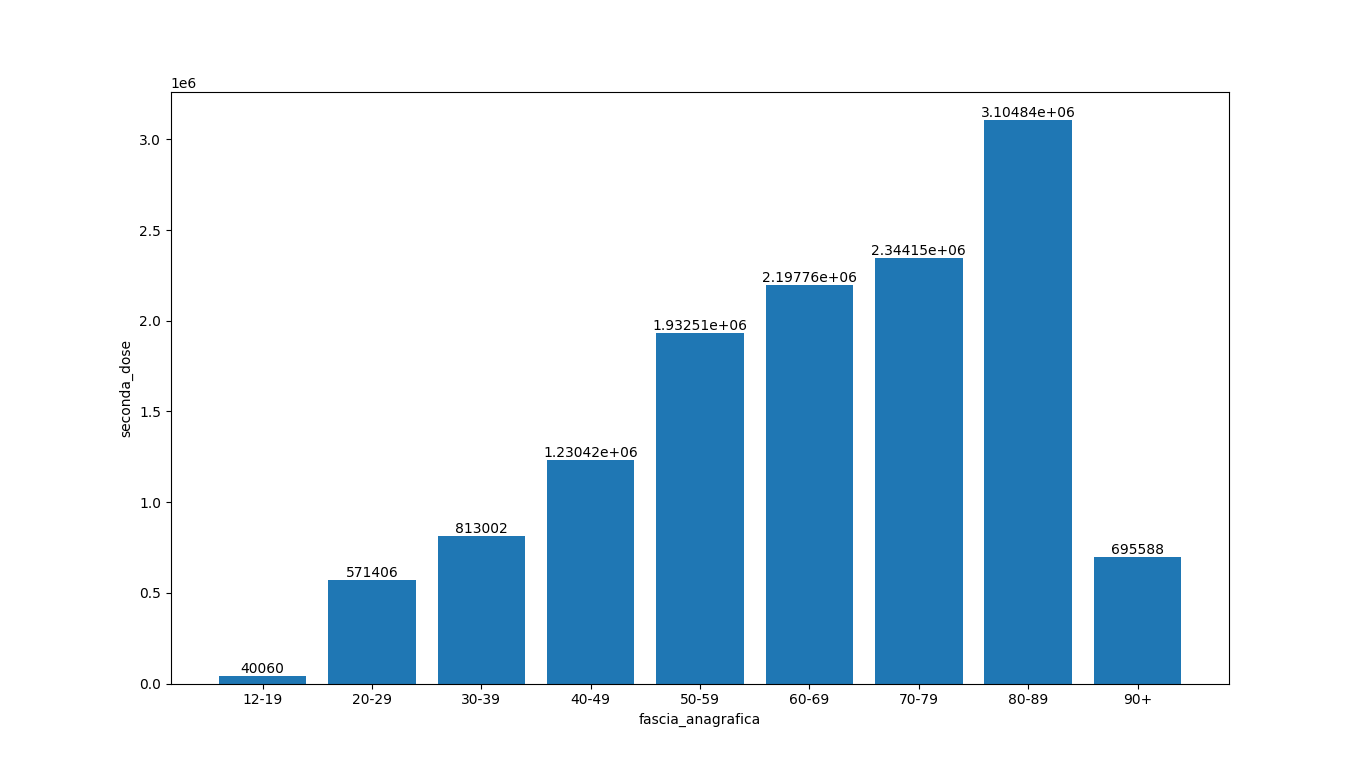 1e6
3.0
2.5
2.0
1.5
1.0
0.5
0.0
seconda_dose
40060
571406
813002
1.23042e+06
1.93251e+06
2.19776e+06
2.34415e+06
3.10484e+06
695588
12-19 20-29 30-39 40-49 50-59 60-69 70-79 80-89 90+
fascia_anagrafica